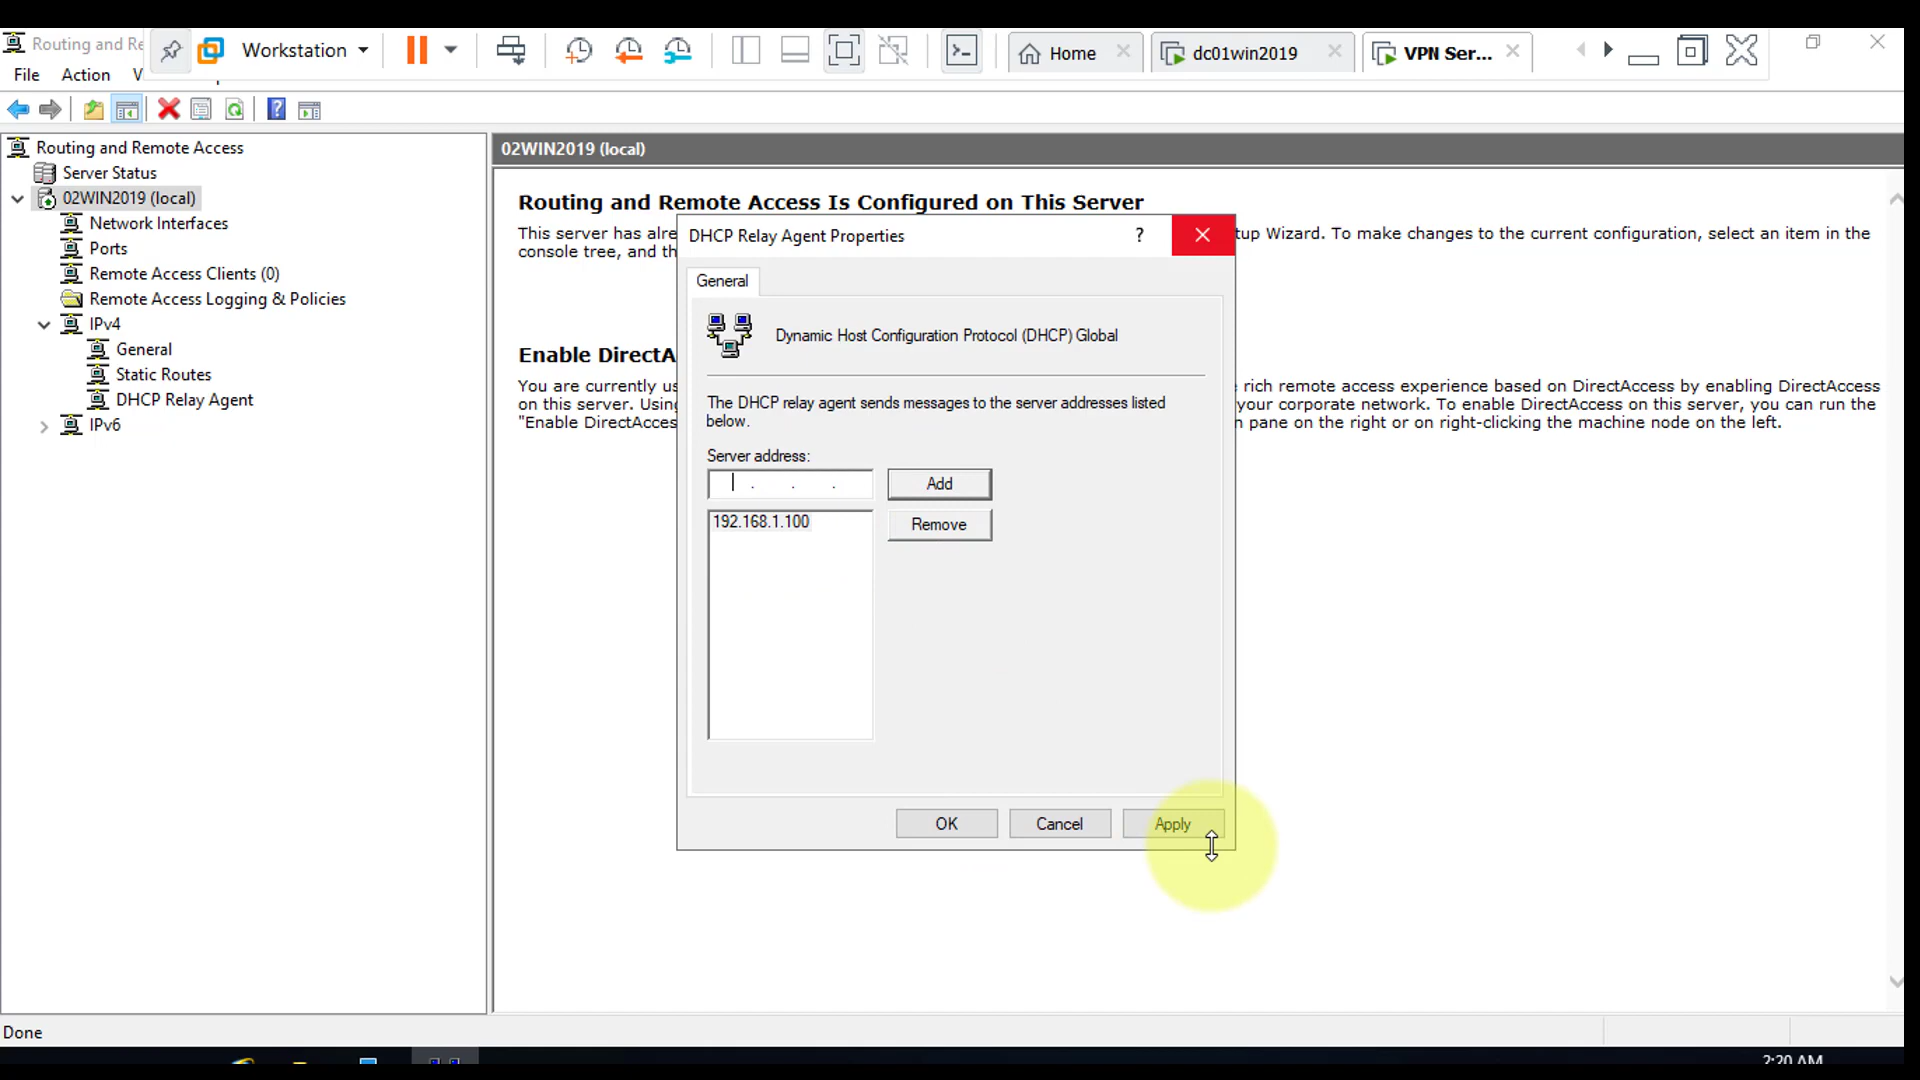 Routing and Re
Workstation
Home
dc01win2019
VPN Ser...
File
Action
Routing and Remote Access
Server Status
02WIN2019 (local)
Network Interfaces
Ports
Remote Access Clients (0)
Remote Access Logging & Policies
IPv4
General
Static Routes
DHCP Relay Agent
IPv6
02WIN2019 (local)
Routing and Remote Access Is Configured on This Server
This server has alre
tup Wizard. To make changes to the current configuration, select an item in the
console tree, and th
Enable DirectA
You are currently us
rich remote access experience based on DirectAccess by enabling DirectAccess
on this server. Using
your corporate network. To enable DirectAccess on this server, you can run the
"Enable DirectAcces
n pane on the right or on right-clicking the machine node on the left.
DHCP Relay Agent Properties
?
General
Dynamic Host Configuration Protocol (DHCP) Global
The DHCP relay agent sends messages to the server addresses listed
below.
Server address:
. . .
Add
192.168.1.100
Remove
OK
Cancel
Apply
Done
2:20 AM